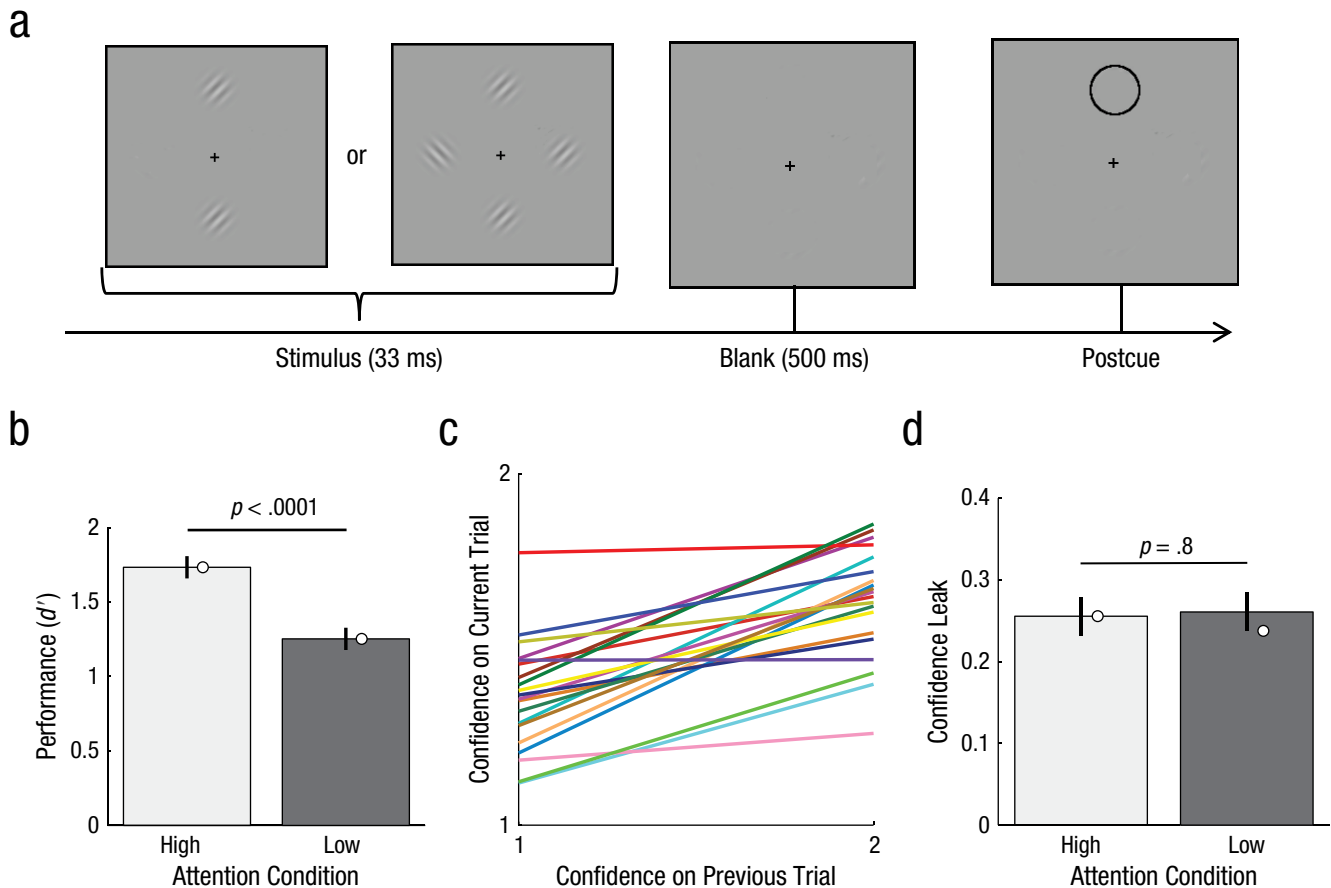 a
or
Stimulus (33 ms)
Blank (500 ms)
Postcue
b
p < .0001
Performance (d′)
2
1.5
1
0.5
0
High
Low
Attention Condition
c
Confidence on Current Trial
2
1
1
2
Confidence on Previous Trial
d
p = .8
Confidence Leak
0.4
0.3
0.2
0.1
0
High
Low
Attention Condition